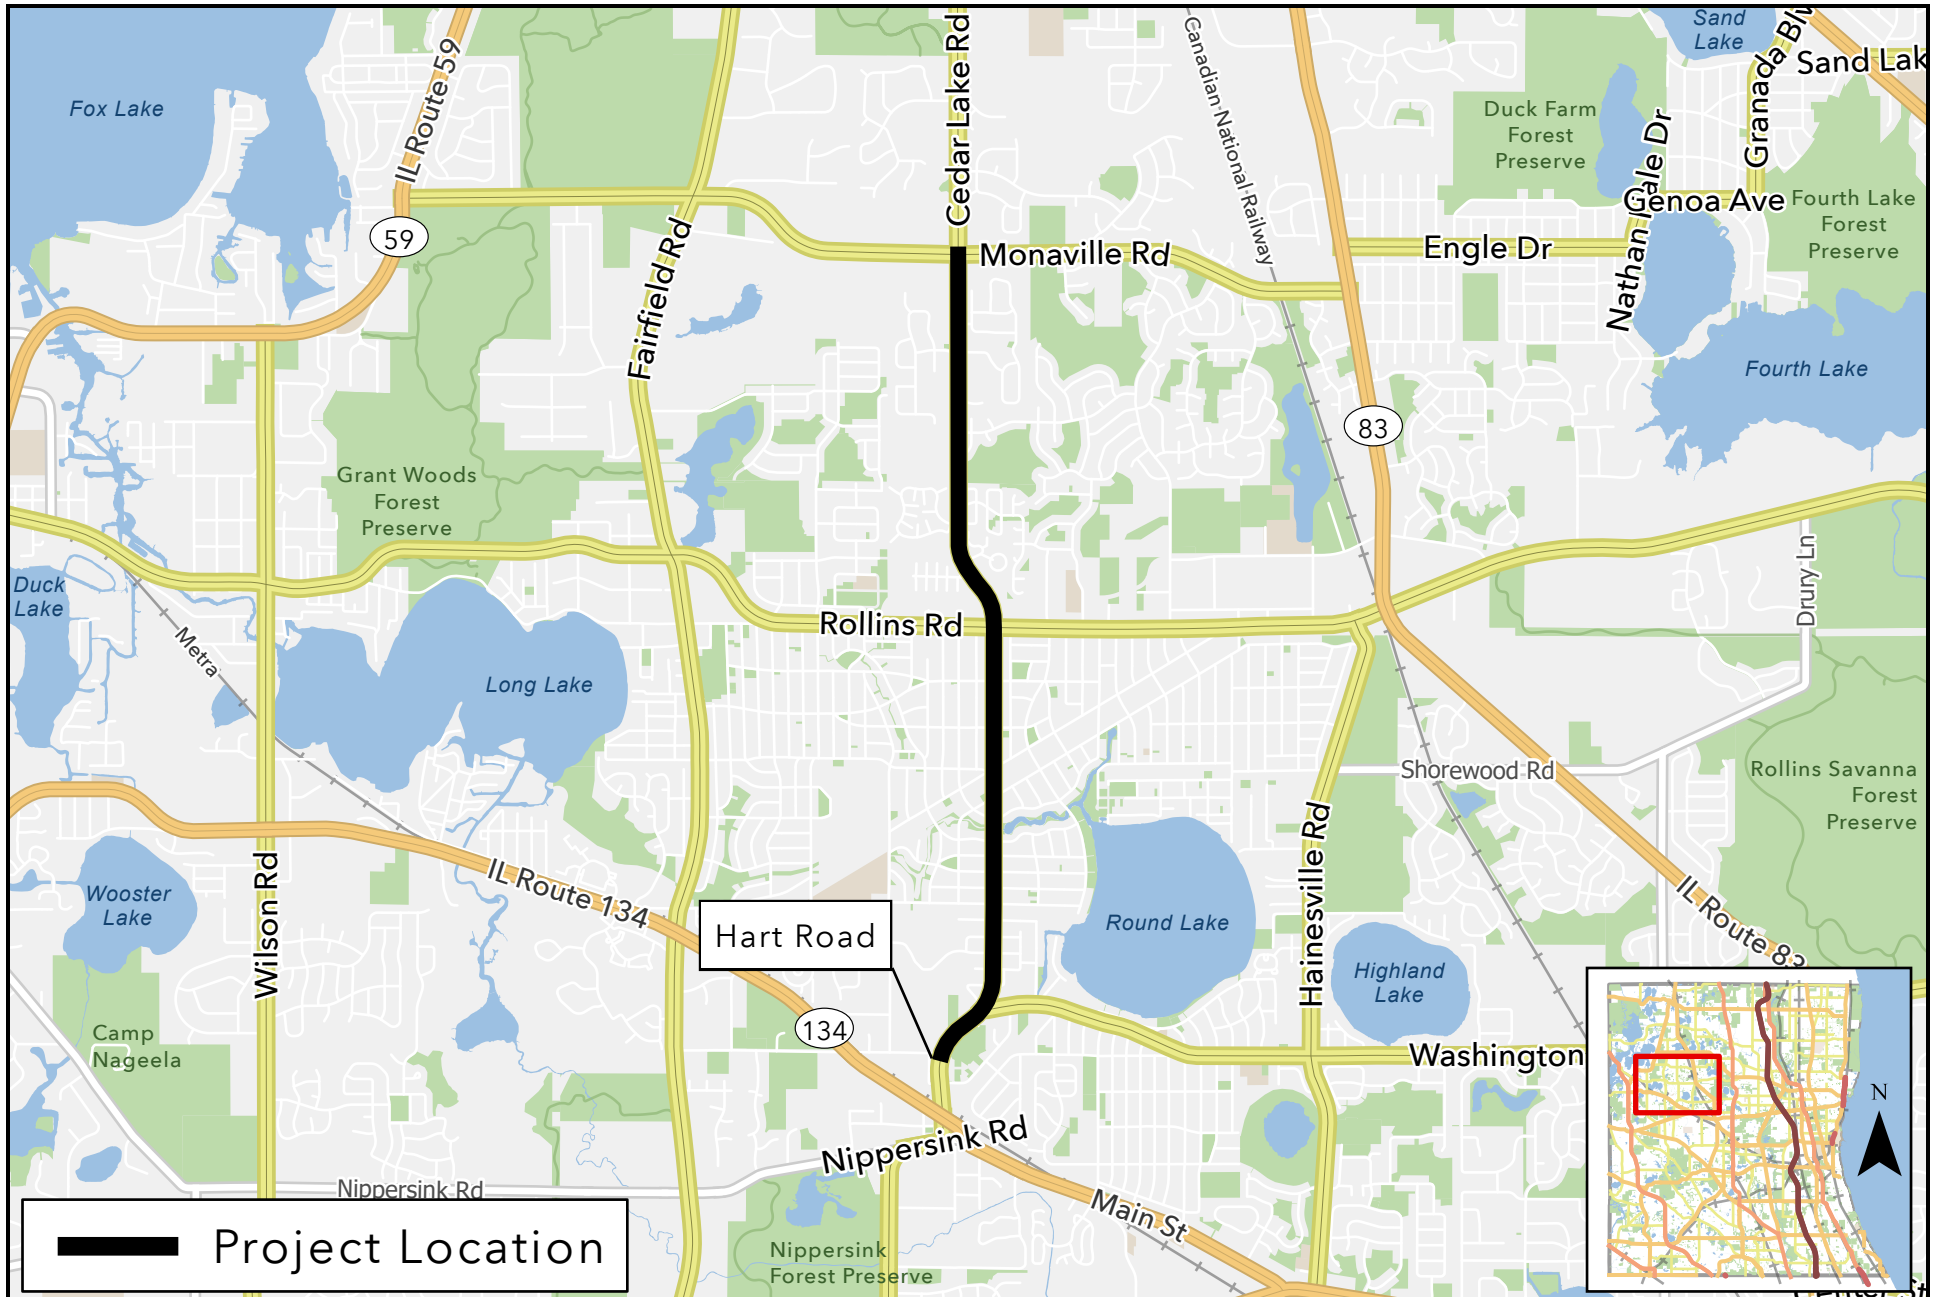 Fox Lake
IL Route 59
59
Cedar Lake Rd
Canadian National Railway
Sand
Lake
Granada Blv
Sand Lak
Duck Farm
Forest
Preserve
Nathan Hale Dr
Genoa Ave
Fourth Lake
Forest
Preserve
Fairfield Rd
Monaville Rd
Engle Dr
Fourth Lake
83
Grant Woods
Forest
Preserve
Duck
Lake
Metra
Rollins Rd
Drury Ln
Long Lake
Shorewood Rd
Rollins Savanna
Forest
Preserve
Wooster
Lake
Wilson Rd
IL Route 134
Hart Road
Round Lake
Hainesville Rd
Highland
Lake
IL Route 83
Camp
Nageela
134
Washington
Nippersink Rd
Nippersink Rd
Main St
Nippersink
Forest Preserve
Project Location
N